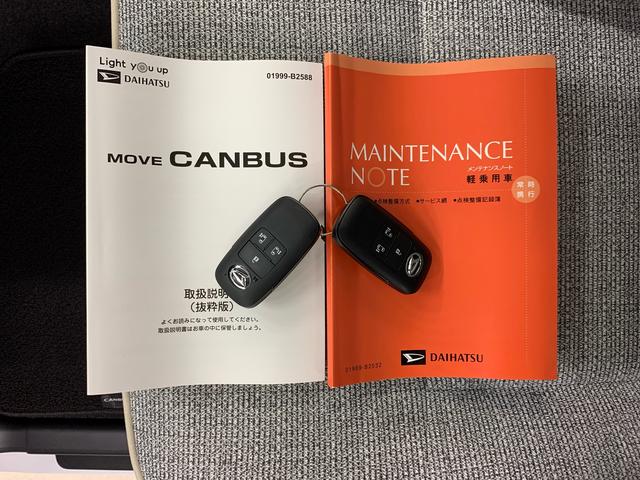 Light you up
DAIHATSU
01999-B2588
MOVE CANBUS
取扱説明
（抜粋版）
よくお読みになって使用してください。
取扱説明書はお車の中に保管しましょう。
MAINTENANCE
NOTE
メンテナンスノート
軽乗用車
常時
携行
●点検整備方式 ●サービス網 ●点検整備記録簿
01989-B2532
DAIHATSU
CANBUS